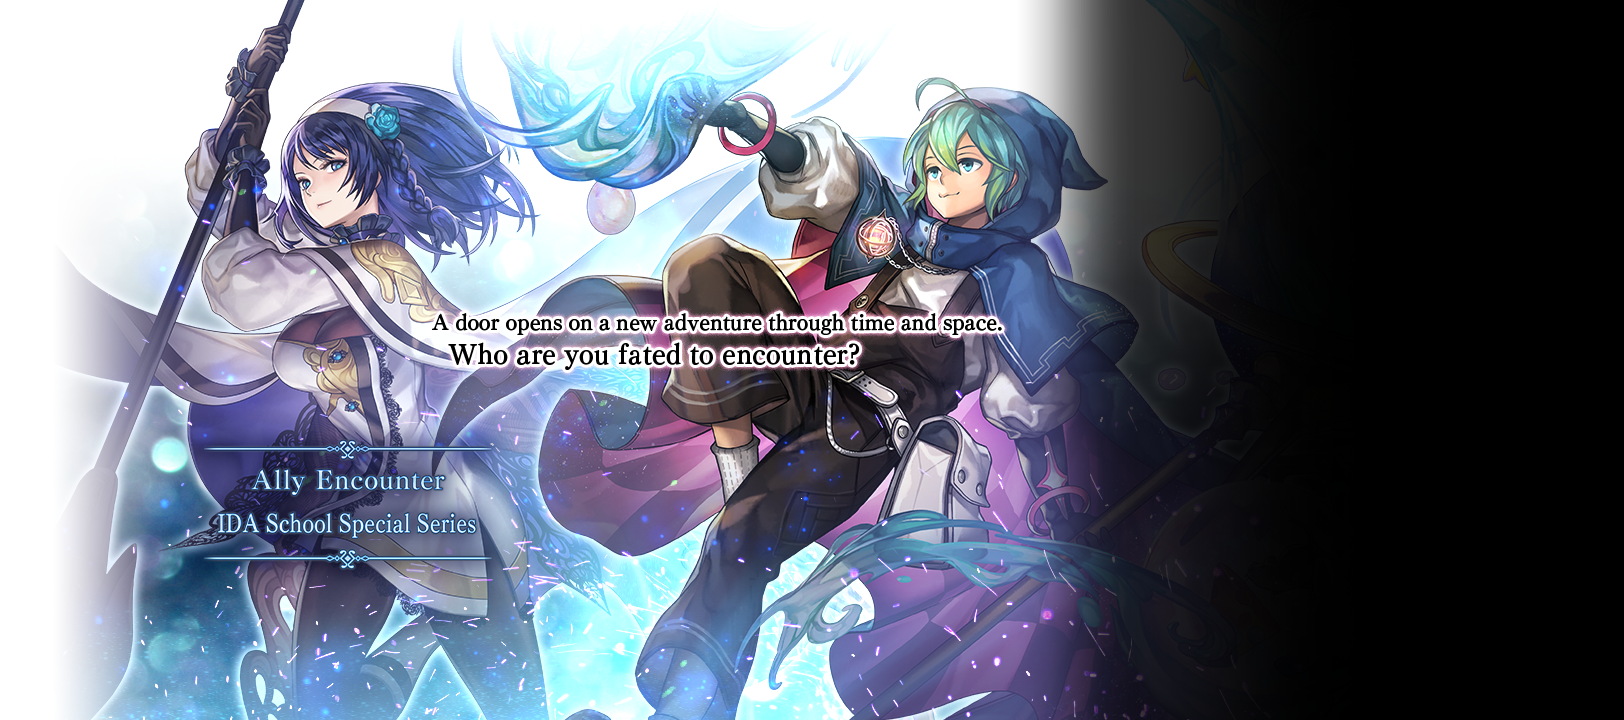 A door opens on a new adventure through time and space.
Who are you fated to encounter?
Ally Encounter
IDA School Special Series